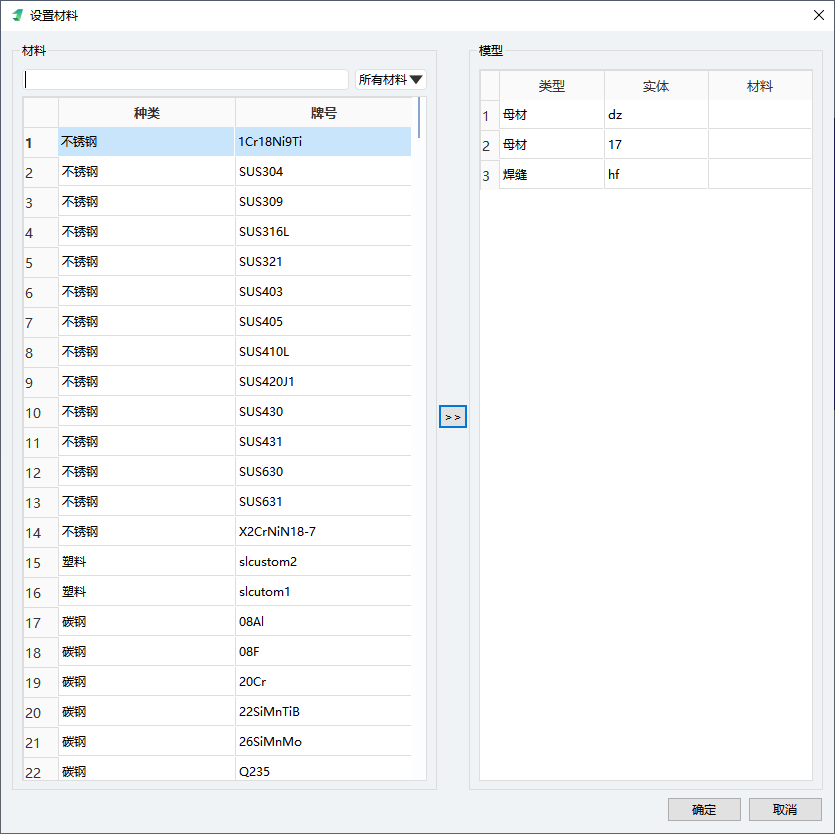 设置材料
材料
所有材料
种类 牌号
1 不锈钢 1Cr18Ni9Ti
2 不锈钢 SUS304
3 不锈钢 SUS309
4 不锈钢 SUS316L
5 不锈钢 SUS321
6 不锈钢 SUS403
7 不锈钢 SUS405
8 不锈钢 SUS410L
9 不锈钢 SUS420J1
10 不锈钢 SUS430
11 不锈钢 SUS431
12 不锈钢 SUS630
13 不锈钢 SUS631
14 不锈钢 X2CrNiN18-7
15 塑料 slcustom2
16 塑料 slcutom1
17 碳钢 08Al
18 碳钢 08F
19 碳钢 20Cr
20 碳钢 22SiMnTiB
21 碳钢 26SiMnMo
22 碳钢 Q235
>>
模型
类型 实体 材料
1 母材 dz
2 母材 17
3 焊缝 hf
确定 取消